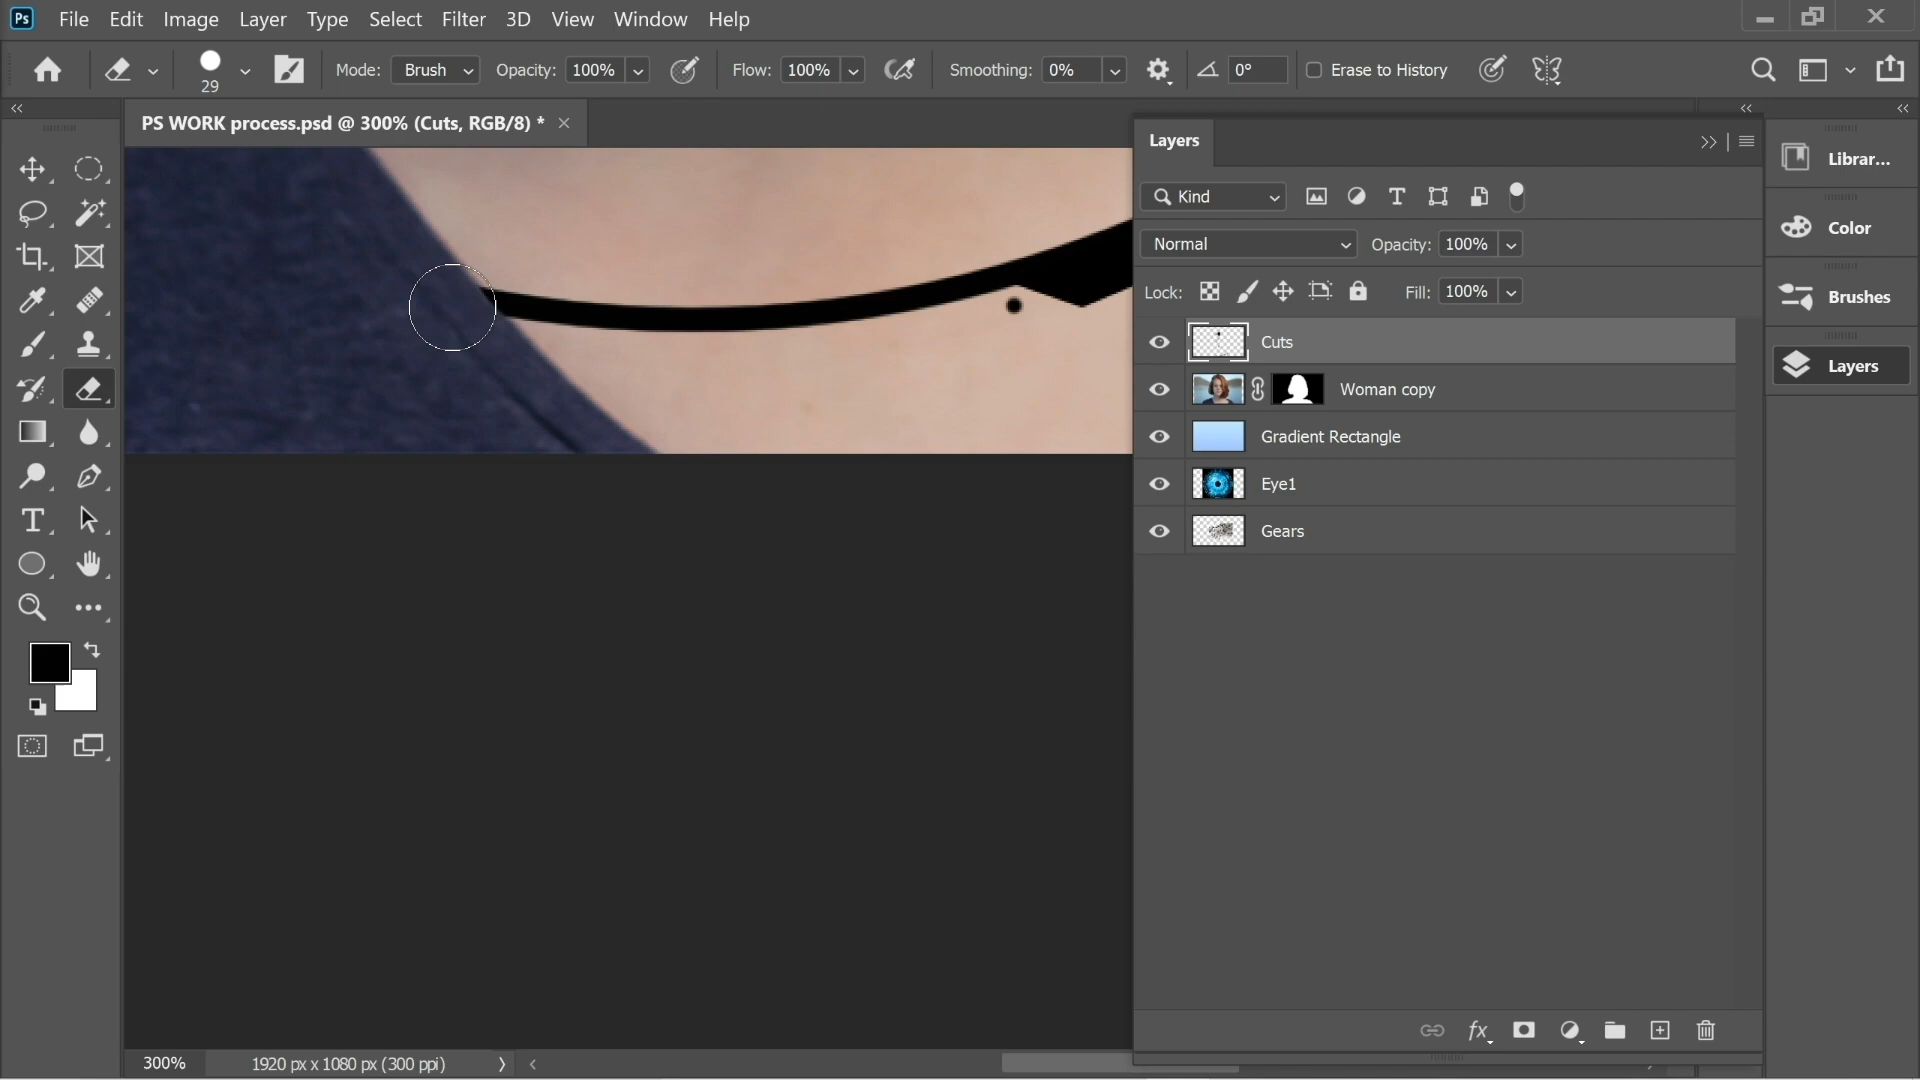 Ps File Edit Image Layer Type Select Filter 3D View Window Help
29 Mode: Brush Opacity: 100% Flow: 100% Smoothing: 0% 0° Erase to History
PS WORK process.psd @ 300% (Cuts, RGB/8) *
Layers
Kind
Normal Opacity: 100%
Lock: Fill: 100%
Cuts
Woman copy
Gradient Rectangle
Eye1
Gears
Librar...
Color
Brushes
Layers
300% 1920 px x 1080 px (300 ppi)